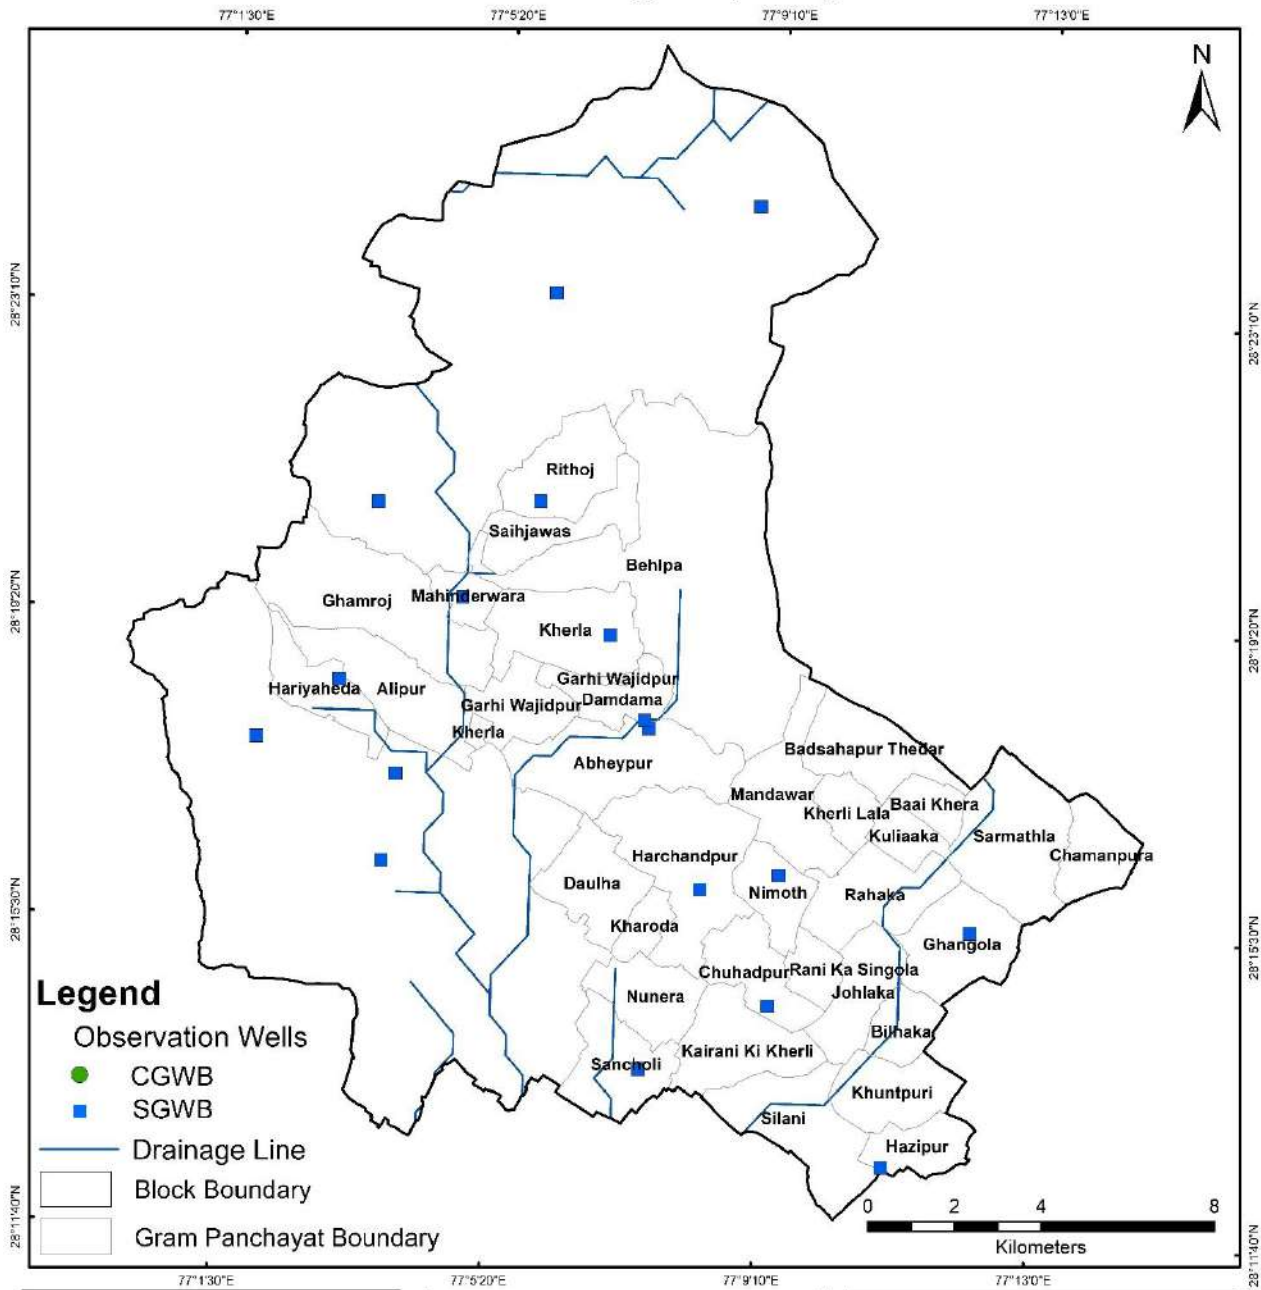 77°1'30"E 77°5'20"E 77°9'10"E 77°13'0"E
N
28°23'10"N
28°23'10"N
Rithoj
Saihjawas
Behlpa
28°19'20"N
Ghamroj
Mahinderwara
Kherla
28°19'20"N
Garhi Wajidpur
Hariyaheda
Alipur
Damdama
Garhi Wajidpur
Kherla
Badsahapur Thedar
Abheypur
Mandawar
Baai Khera
Kherli Lala
Kuliaaka
Sarmathla
Harchandpur
Chamanpura
Daulha
Nimoth
Rahaka
28°15'30"N
Kharoda
Ghangola
28°15'30"N
Chuhadpur
Rani Ka Singola
Legend
Nunera
Johlaka
Observation Wells
Bilhaka
Kairani Ki Kherli
Sancholi
CGWB
Khuntpuri
SGWB
Silani
Drainage Line
Hazipur
Block Boundary
0 2 4 8
28°11'40"N
Gram Panchayat Boundary
Kilometers
28°11'40"N
77°1'30"E 77°5'20"E 77°9'10"E 77°13'0"E